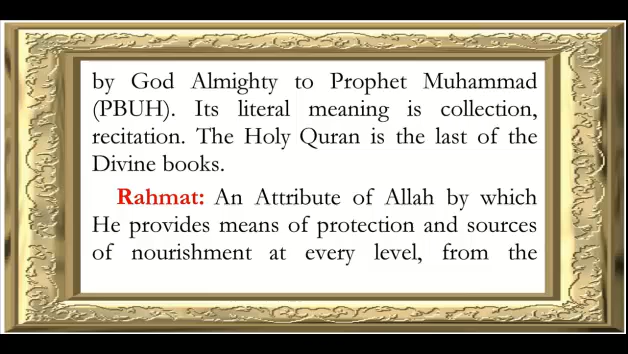 by God Almighty to Prophet Muhammad
(PBUH). Its literal meaning is collection,
recitation. The Holy Quran is the last of the
Divine books.
Rahmat: An Attribute of Allah by which
He provides means of protection and sources
of nourishment at every level, from the